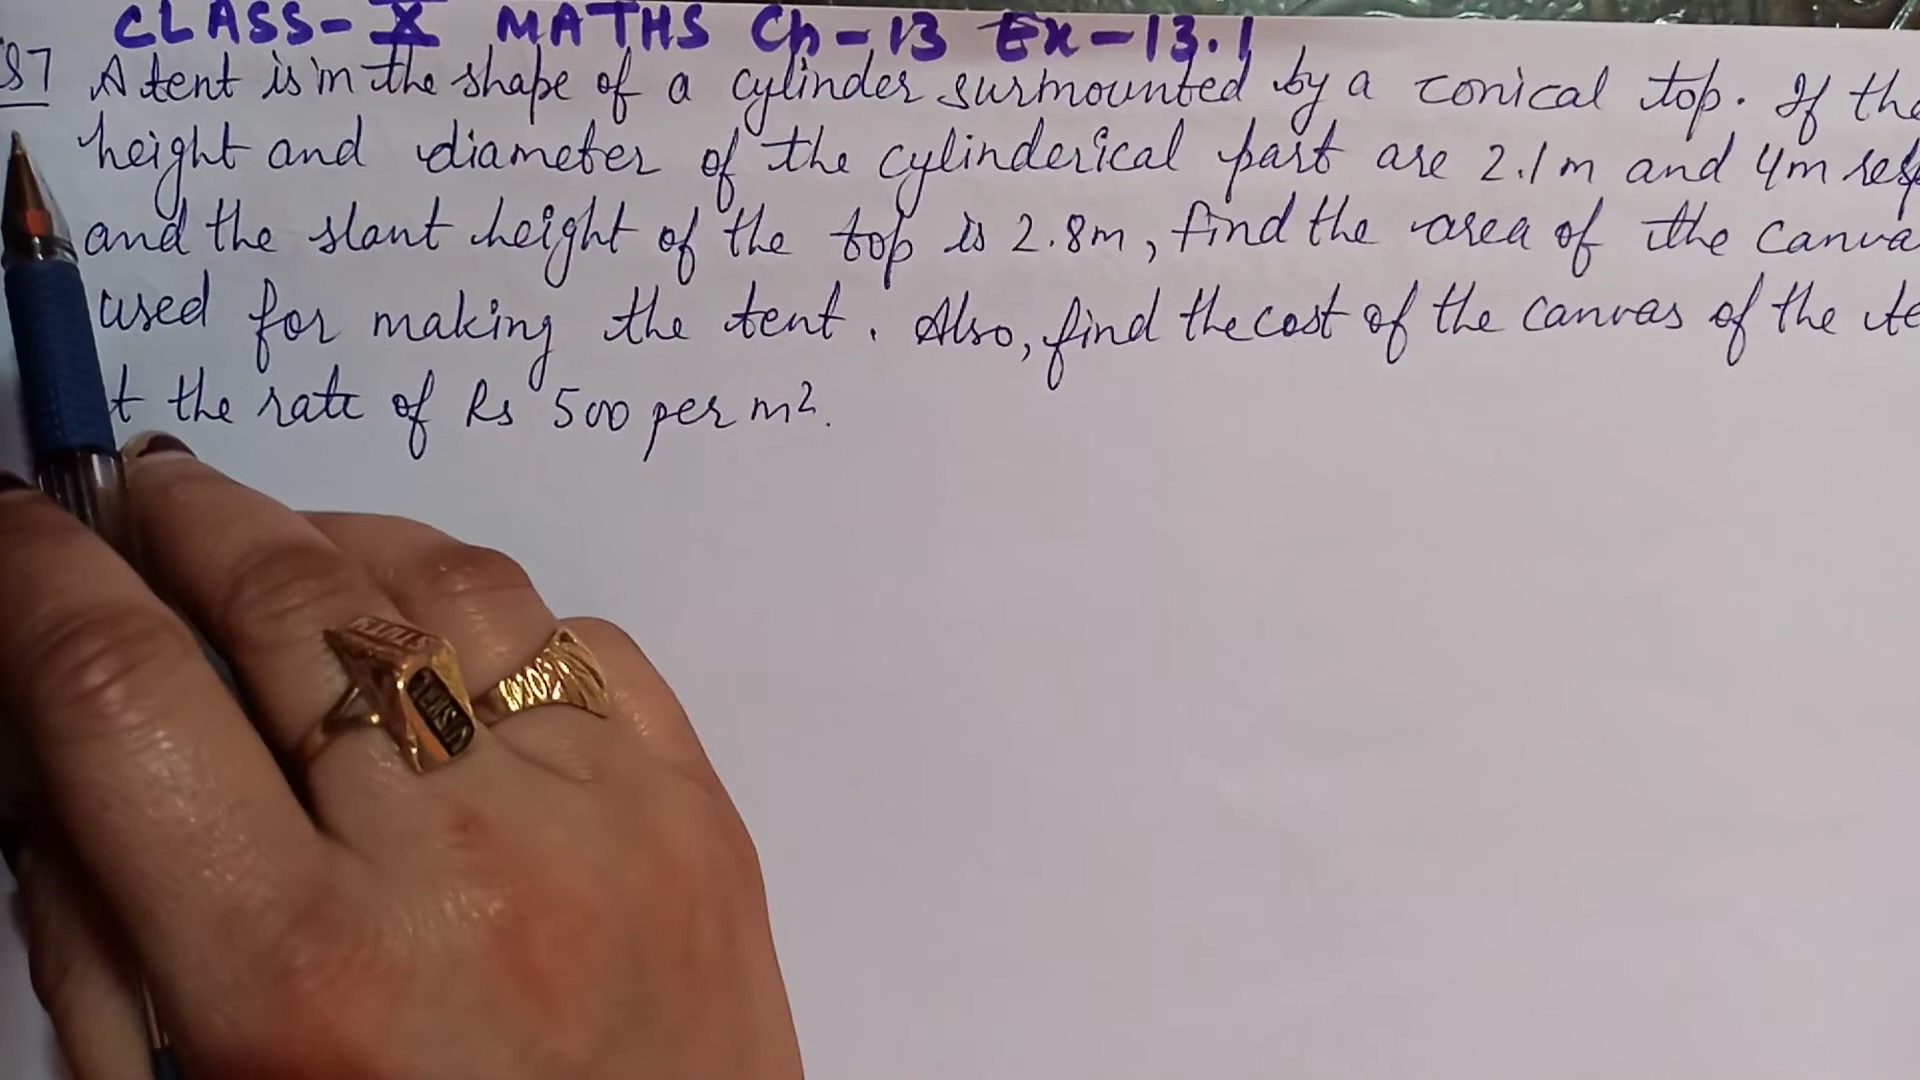 CLASS-X MATHS Ch-13 Ex-13.1
A tent is in the shape of a cylinder surmounted by a conical top. If the
height and diameter of the cylinderical part are 2.1m and 4m
and the slant height of the top is 2.8m, find the area of the
used for making the tent. Also, find the cost of the canvas of the
the rate of Rs 500 per m².